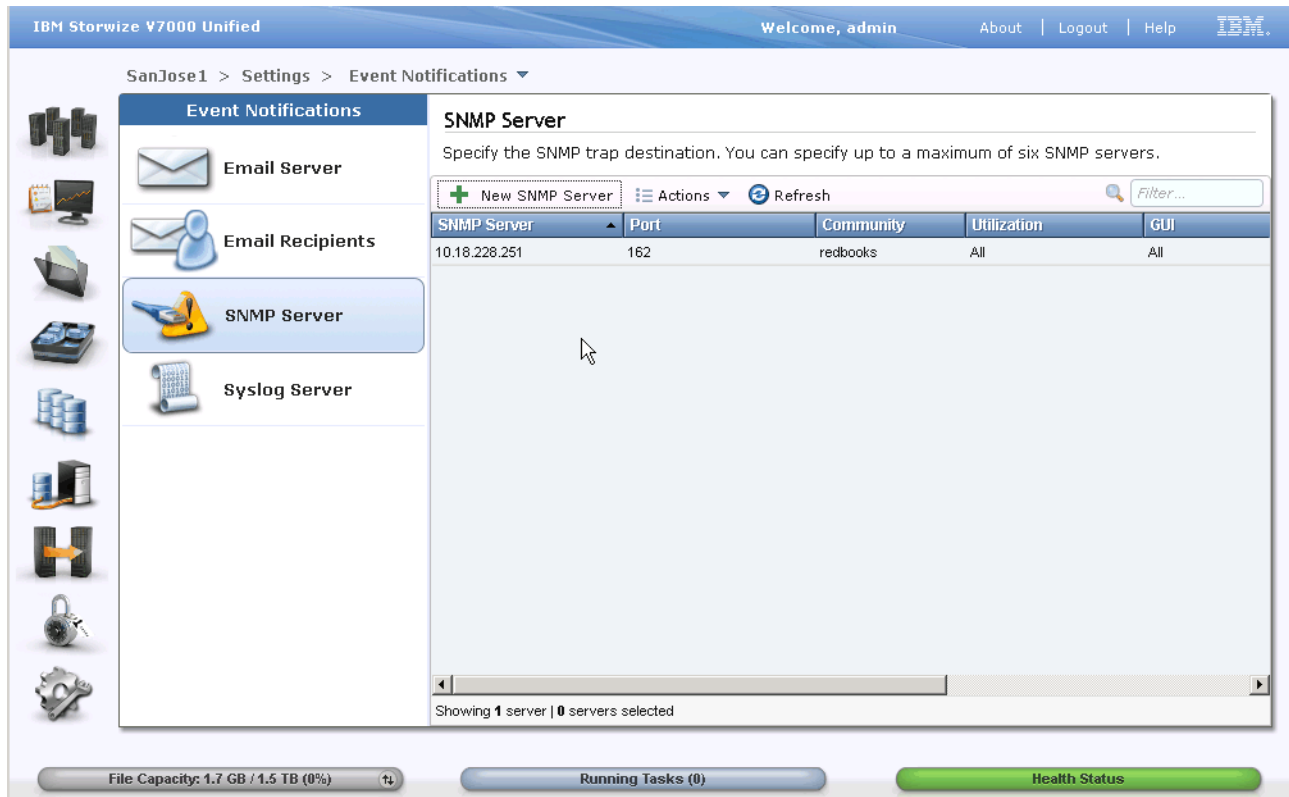 IBM Storwize V7000 Unified
Welcome, admin
About | Logout | Help
IBM.
SanJose1 > Settings > Event Notifications
Event Notifications
Email Server
Email Recipients
SNMP Server
Syslog Server
SNMP Server
Specify the SNMP trap destination. You can specify up to a maximum of six SNMP servers.
New SNMP Server Actions Refresh Filter...
SNMP Server Port Community Utilization GUI
10.18.228.251 162 redbooks All All
Showing 1 server | 0 servers selected
File Capacity: 1.7 GB / 1.5 TB (0%)
Running Tasks (0)
Health Status